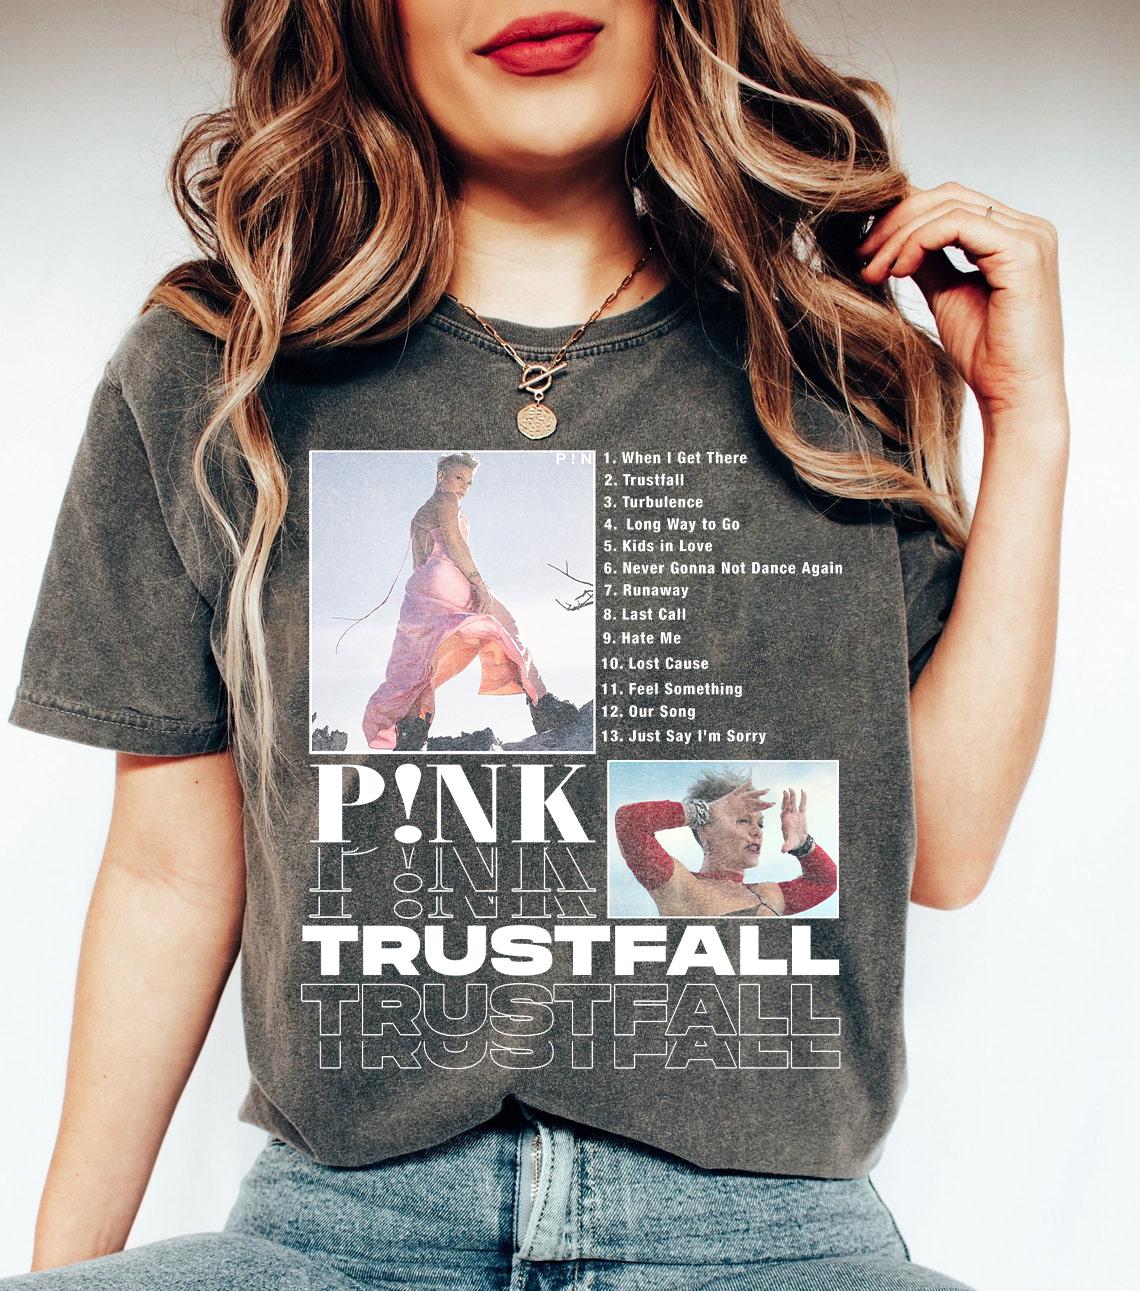 P!N
1. When I Get There
2. Trustfall
3. Turbulence
4. Long Way to Go
5. Kids in Love
6. Never Gonna Not Dance Again
7. Runaway
8. Last Call
9. Hate Me
10. Lost Cause
11. Feel Something
12. Our Song
13. Just Say I'm Sorry
P!NK
P!NK
TRUSTFALL
TRUSTFALL
TRUSTFALL